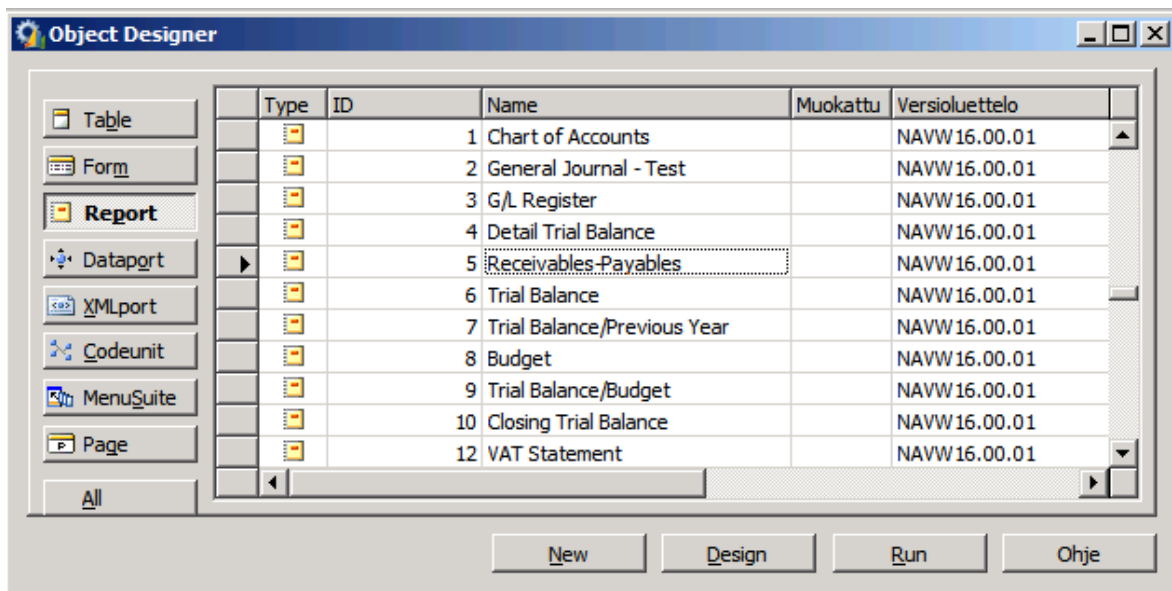 Object Designer
Type ID Name Muokattu Versioluettelo
Table
Form
Report
Dataport
XMLport
Codeunit
MenuSuite
Page
All
1 Chart of Accounts NAVW16.00.01
2 General Journal - Test NAVW16.00.01
3 G/L Register NAVW16.00.01
4 Detail Trial Balance NAVW16.00.01
5 Receivables-Payables NAVW16.00.01
6 Trial Balance NAVW16.00.01
7 Trial Balance/Previous Year NAVW16.00.01
8 Budget NAVW16.00.01
9 Trial Balance/Budget NAVW16.00.01
10 Closing Trial Balance NAVW16.00.01
12 VAT Statement NAVW16.00.01
New Design Run Ohje